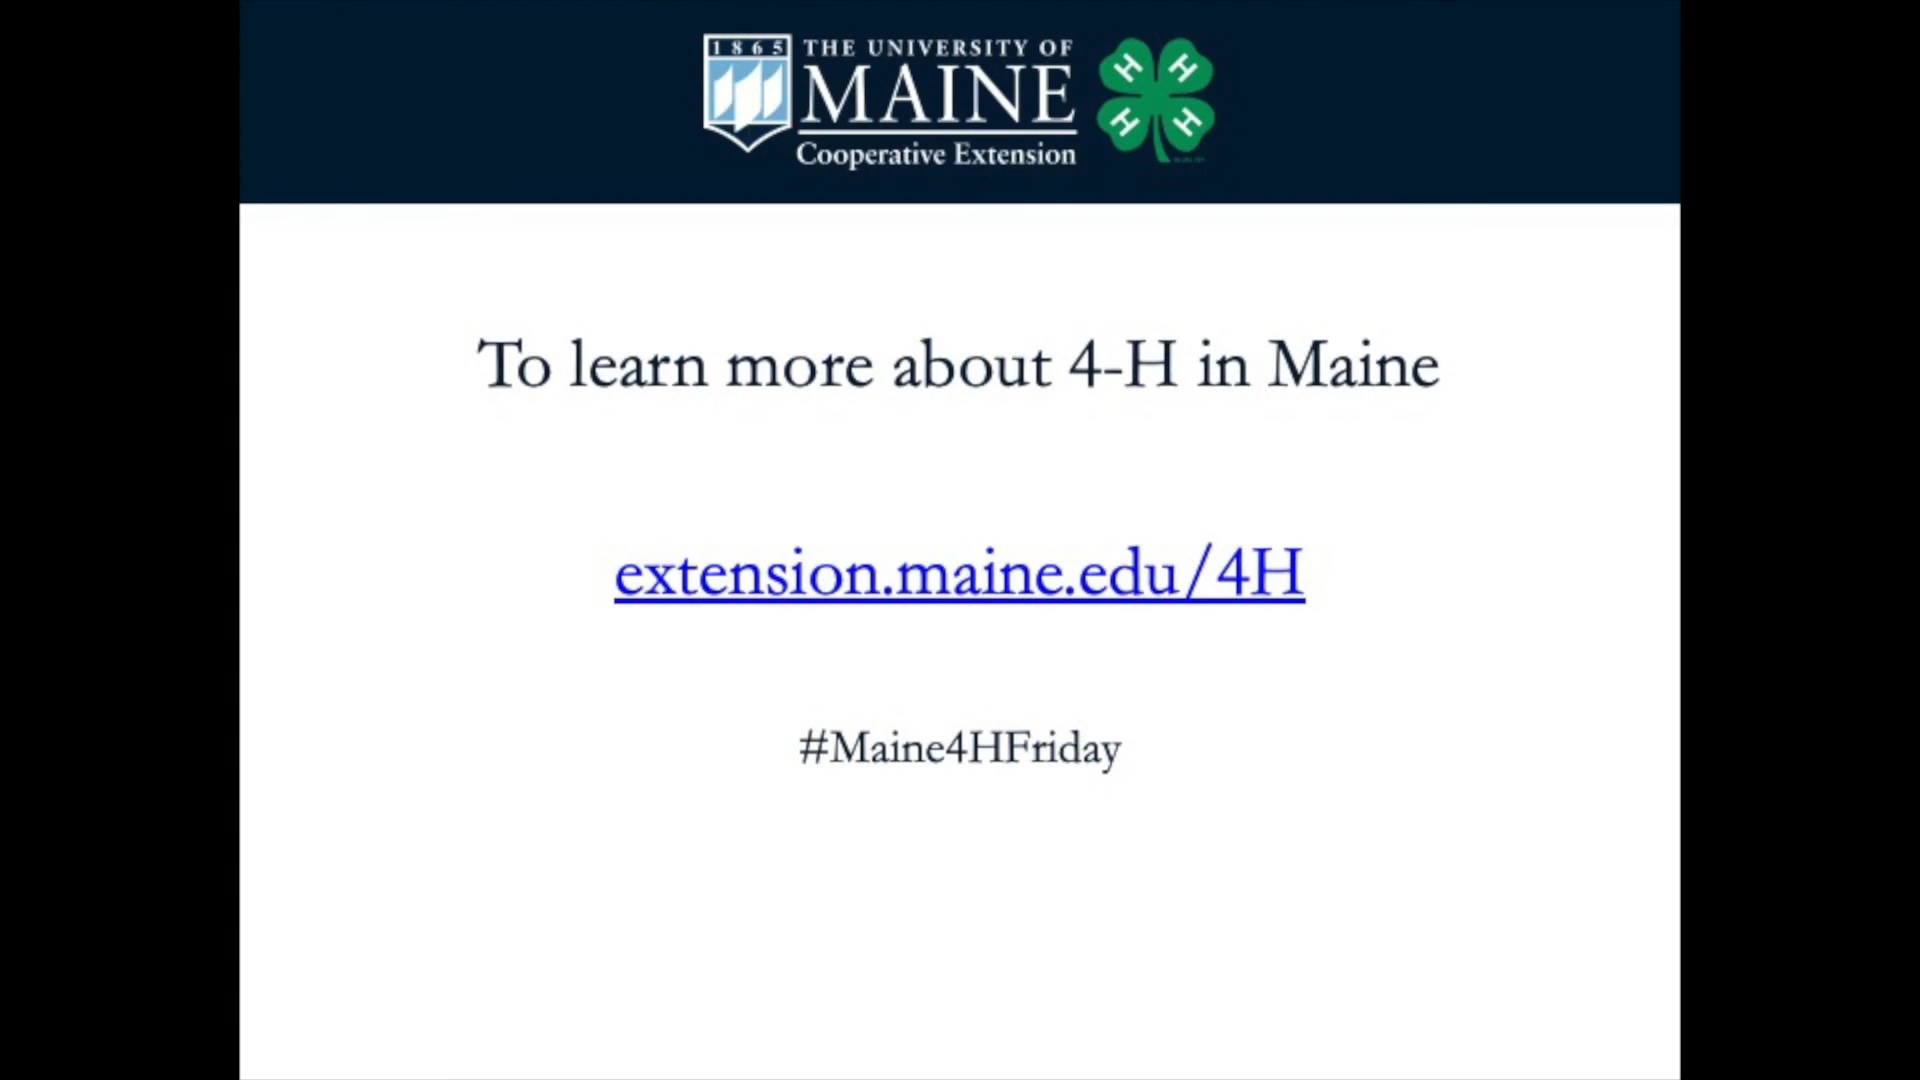 1865
THE UNIVERSITY OF
MAINE
Cooperative Extension
H H
H H
To learn more about 4-H in Maine
extension.maine.edu/4H
#Maine4HFriday